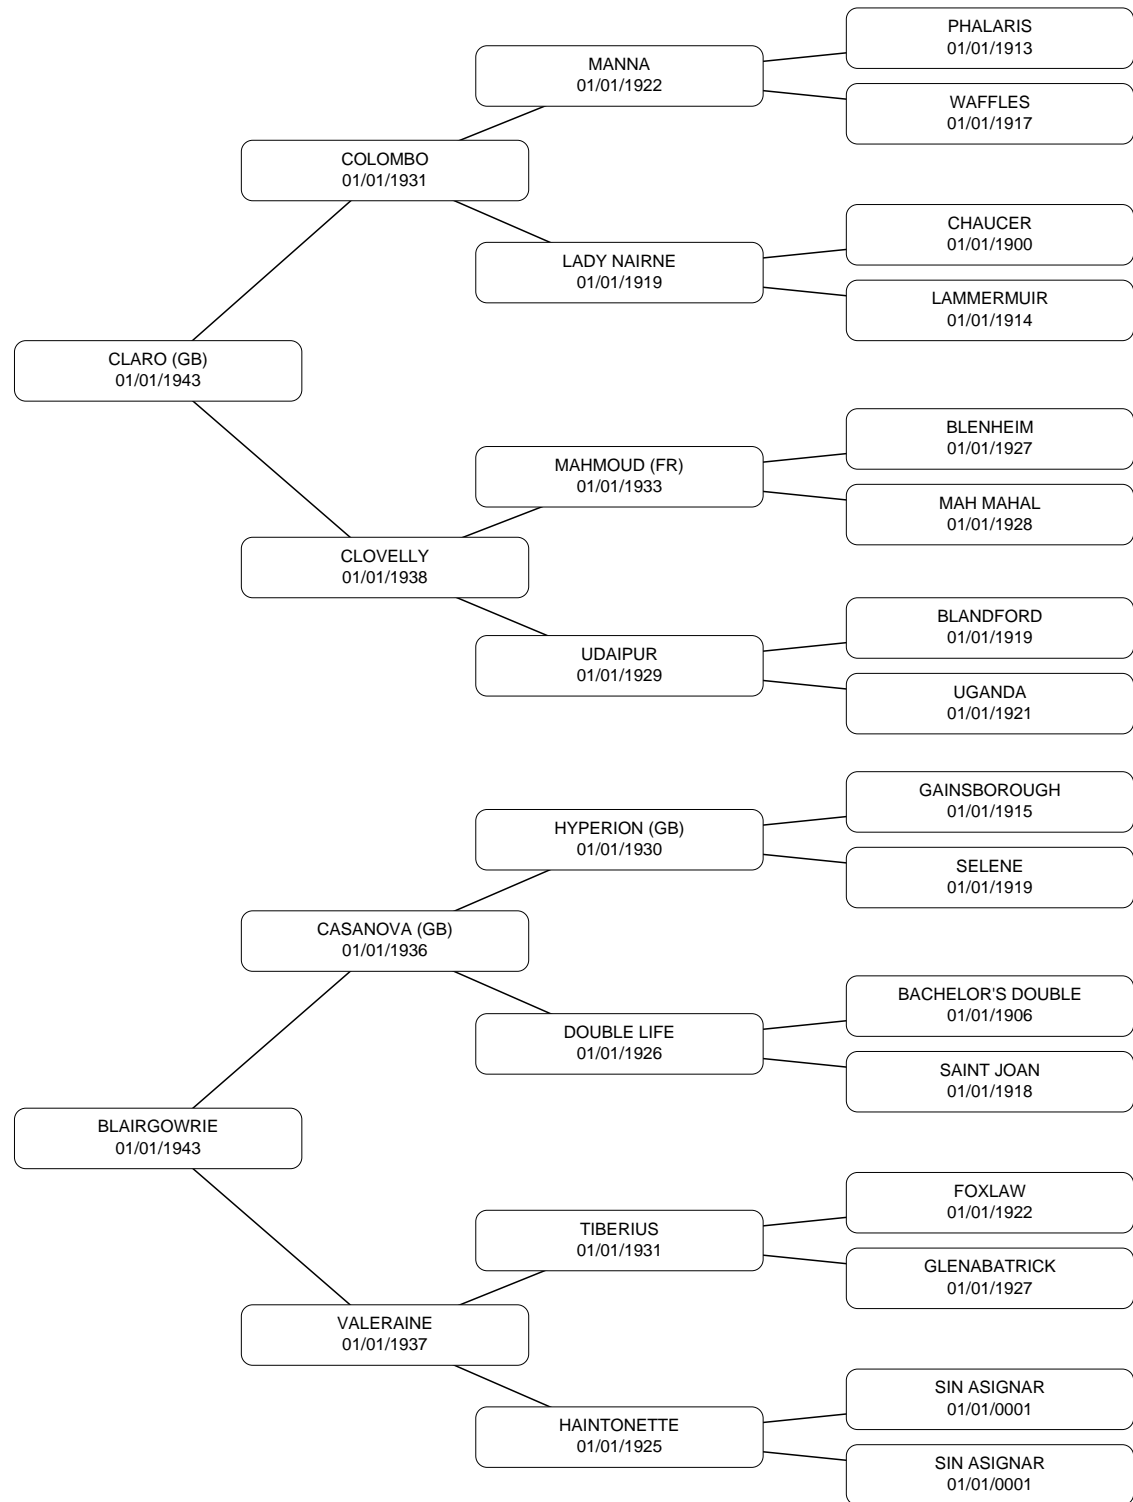 PHALARIS
01/01/1913
MANNA
01/01/1922
WAFFLES
01/01/1917
COLOMBO
01/01/1931
CHAUCER
01/01/1900
LADY NAIRNE
01/01/1919
LAMMERMUIR
01/01/1914
CLARO (GB)
01/01/1943
BLENHEIM
01/01/1927
MAHMOUD (FR)
01/01/1933
MAH MAHAL
01/01/1928
CLOVELLY
01/01/1938
BLANDFORD
01/01/1919
UDAIPUR
01/01/1929
UGANDA
01/01/1921
GAINSBOROUGH
01/01/1915
HYPERION (GB)
01/01/1930
SELENE
01/01/1919
CASANOVA (GB)
01/01/1936
BACHELOR'S DOUBLE
01/01/1906
DOUBLE LIFE
01/01/1926
SAINT JOAN
01/01/1918
BLAIRGOWRIE
01/01/1943
FOXLAW
01/01/1922
TIBERIUS
01/01/1931
GLENABATRICK
01/01/1927
VALERAINE
01/01/1937
SIN ASIGNAR
01/01/0001
HAINTONETTE
01/01/1925
SIN ASIGNAR
01/01/0001